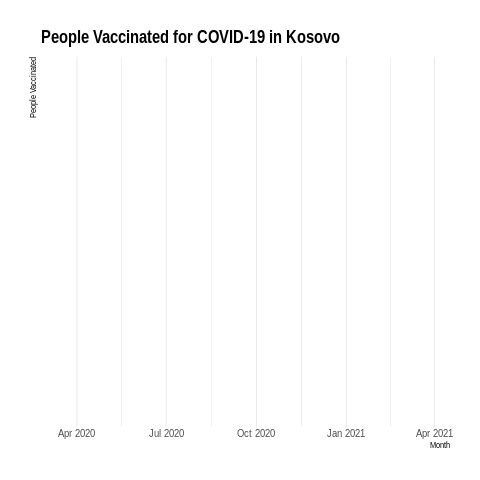 People Vaccinated for COVID-19 in Kosovo
People Vaccinated
Apr 2020 Jul 2020 Oct 2020 Jan 2021 Apr 2021
Month